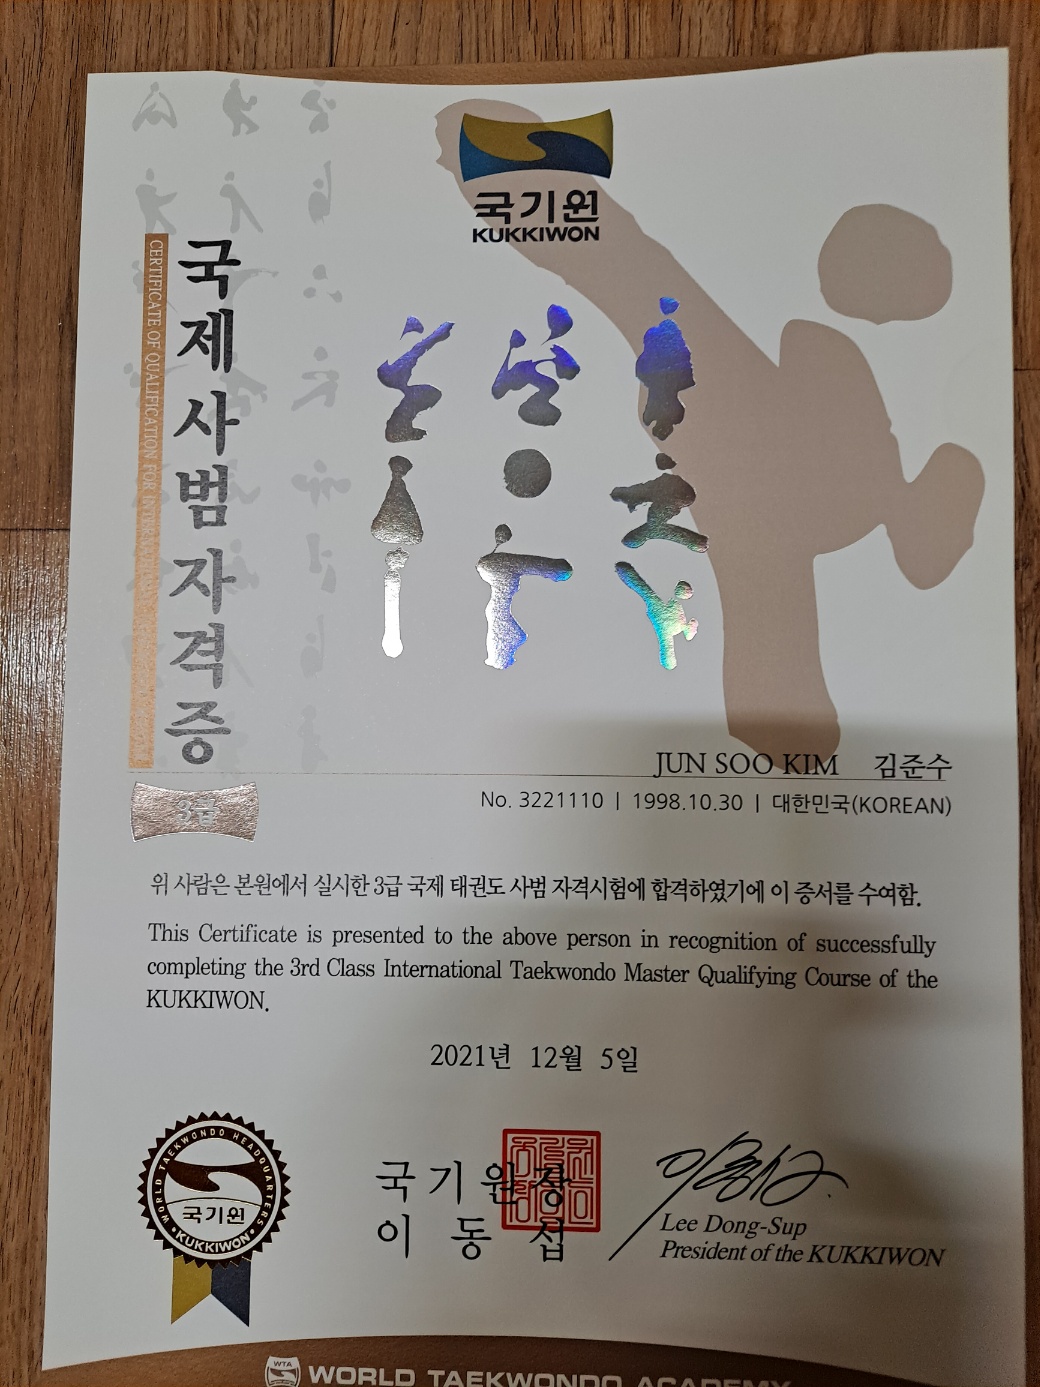 국기원
KUKKIWON
국제사범자격증
CERTIFICATE OF QUALIFICATION FOR INTERNATIONAL
3급
JUN SOO KIM 김준수
No. 3221110 | 1998.10.30 | 대한민국(KOREAN)
위 사람은 본원에서 실시한 3급 국제 태권도 사범 자격시험에 합격하였기에 이 증서를 수여함.
This Certificate is presented to the above person in recognition of successfully
completing the 3rd Class International Taekwondo Master Qualifying Course of the
KUKKIWON.
2021년 12월 5일
WORLD TAEKWONDO HEADQUARTERS
국기원
KUKKIWON
국기원장
이동섭
Lee Dong-Sup
President of the KUKKIWON
WTA
WORLD TAEKWONDO ACADEMY